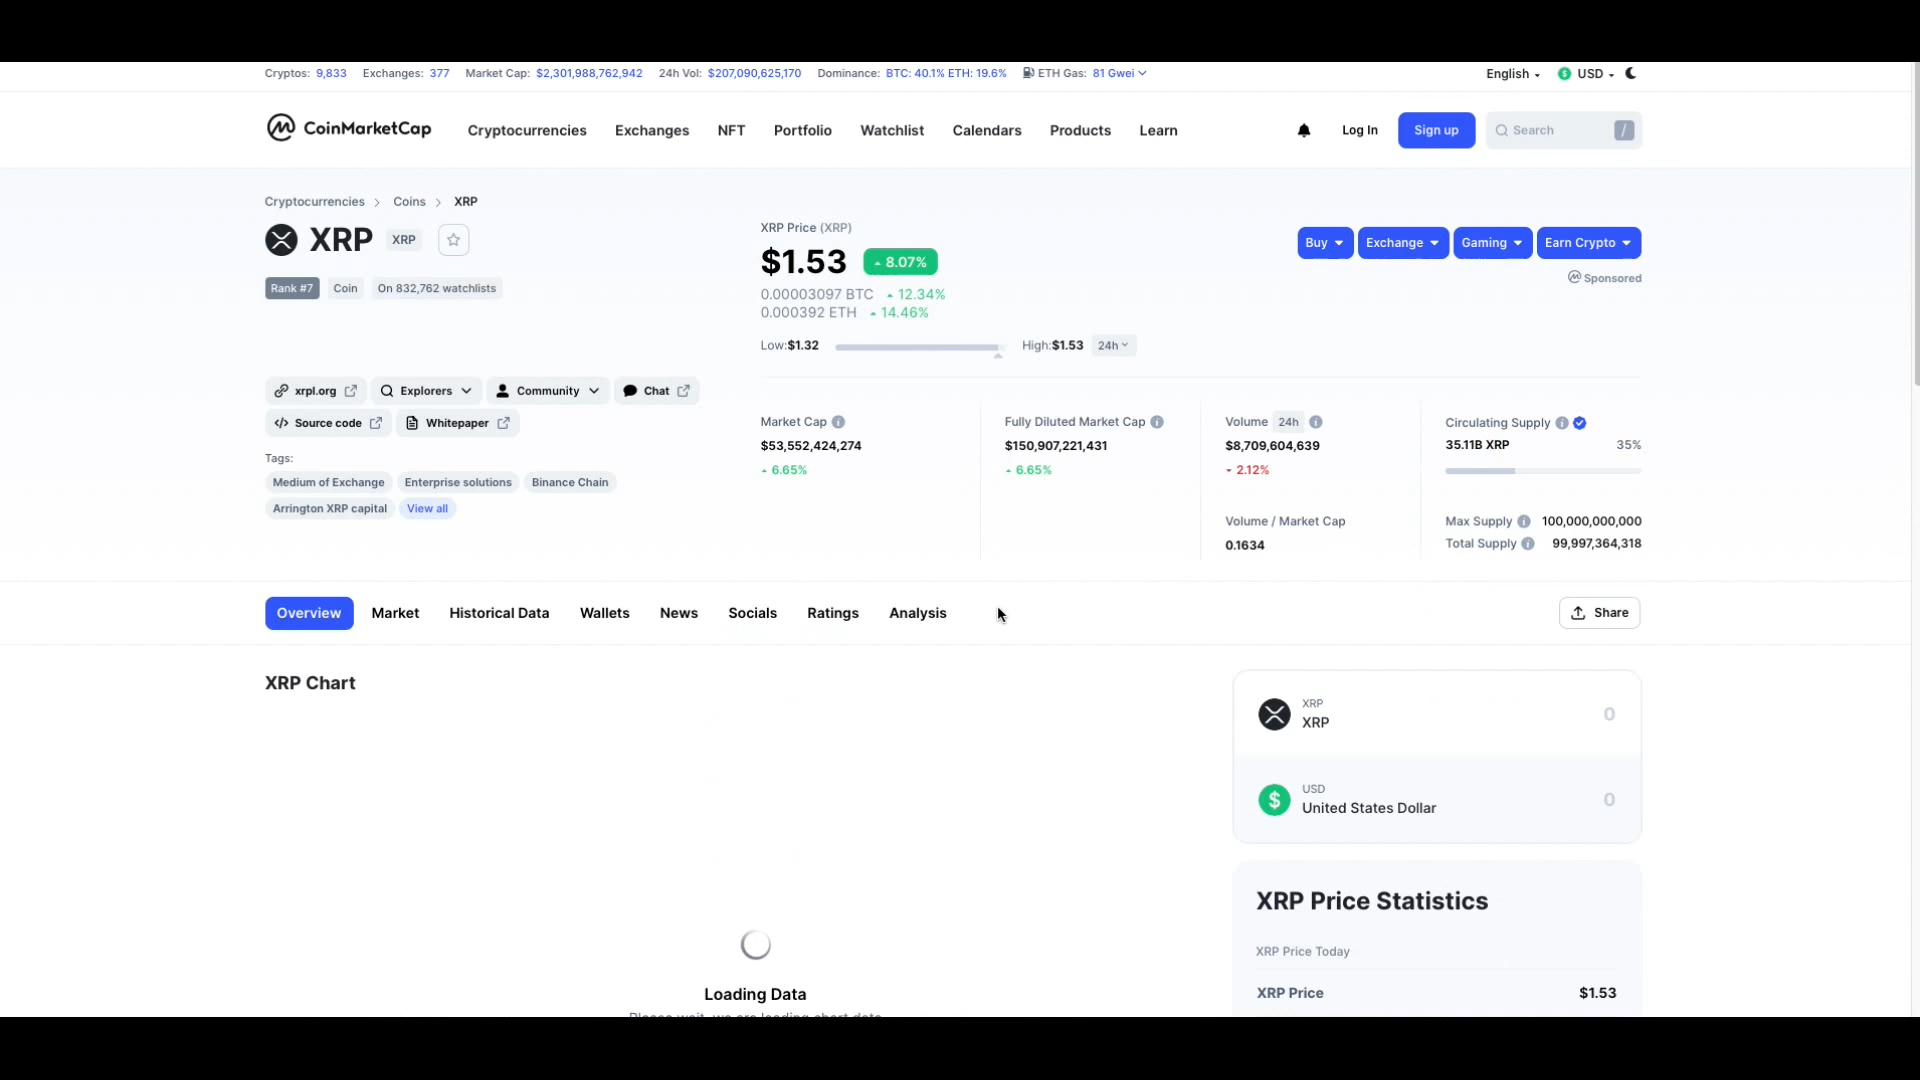 Cryptos: 9,833 Exchanges: 377 Market Cap: $2,301,988,762,942 24h Vol: $207,090,625,170 Dominance: BTC: 40.1% ETH: 19.6% ETH Gas: 81 Gwei English USD
CoinMarketCap Cryptocurrencies Exchanges NFT Portfolio Watchlist Calendars Products Learn Log In Sign up Search /
Cryptocurrencies > Coins > XRP
XRP XRP
Rank #7 Coin On 832,762 watchlists
xrpl.org Explorers Community Chat
Source code Whitepaper
Tags:
Medium of Exchange Enterprise solutions Binance Chain
Arrington XRP capital View all
XRP Price (XRP)
$1.53 8.07%
0.00003097 BTC 12.34%
0.000392 ETH 14.46%
Low:$1.32 High:$1.53 24h
Buy Exchange Gaming Earn Crypto
Sponsored
Market Cap
$53,552,424,274
6.65%
Fully Diluted Market Cap
$150,907,221,431
6.65%
Volume 24h
$8,709,604,639
2.12%
Volume / Market Cap
0.1634
Circulating Supply
35.11B XRP 35%
Max Supply 100,000,000,000
Total Supply 99,997,364,318
Overview Market Historical Data Wallets News Socials Ratings Analysis Share
XRP Chart
Loading Data
Please wait, we are loading chart data
XRP
XRP 0
USD
United States Dollar 0
XRP Price Statistics
XRP Price Today
XRP Price $1.53